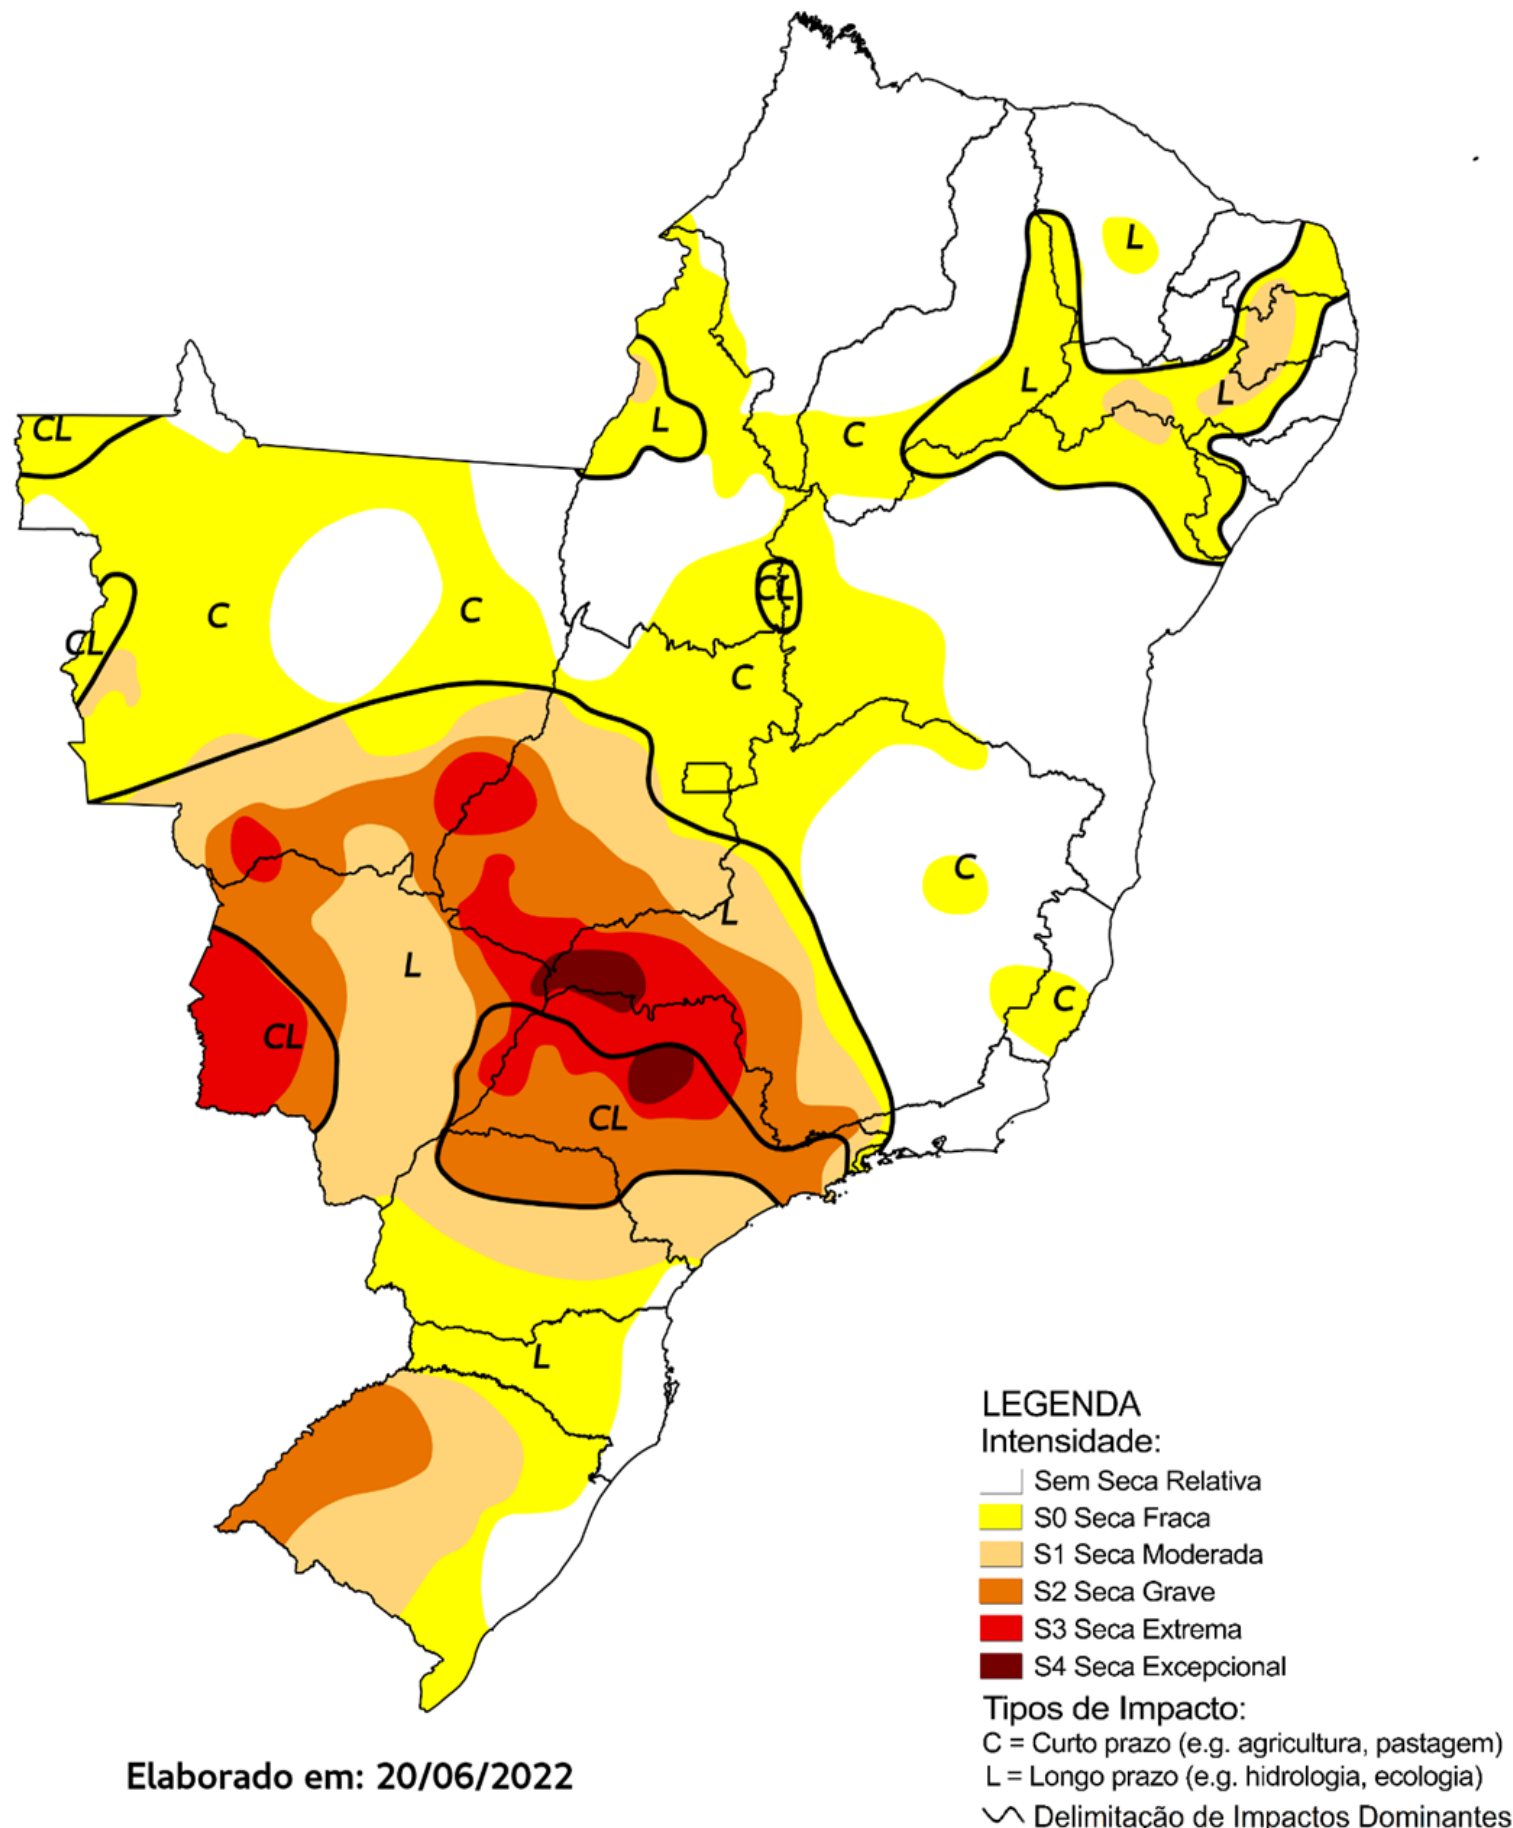 L
CL
L
L
L
L
C
CL
C
C
CL
C
C
L
L
C
CL
CL
L
LEGENDA
Intensidade:
Sem Seca Relativa
S0 Seca Fraca
S1 Seca Moderada
S2 Seca Grave
S3 Seca Extrema
S4 Seca Excepcional
Tipos de Impacto:
C = Curto prazo (e.g. agricultura, pastagem)
L = Longo prazo (e.g. hidrologia, ecologia)
Delimitação de Impactos Dominantes
Elaborado em: 20/06/2022